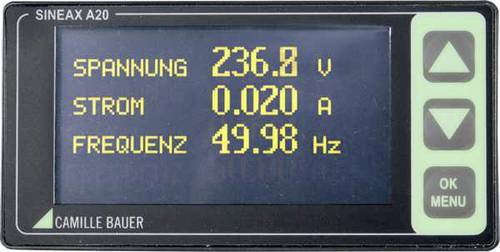 SINEAX A20
SPANNUNG 236.8 V
STROM 0.020 A
FREQUENZ 49.98 Hz
OK
MENU
CAMILLE BAUER